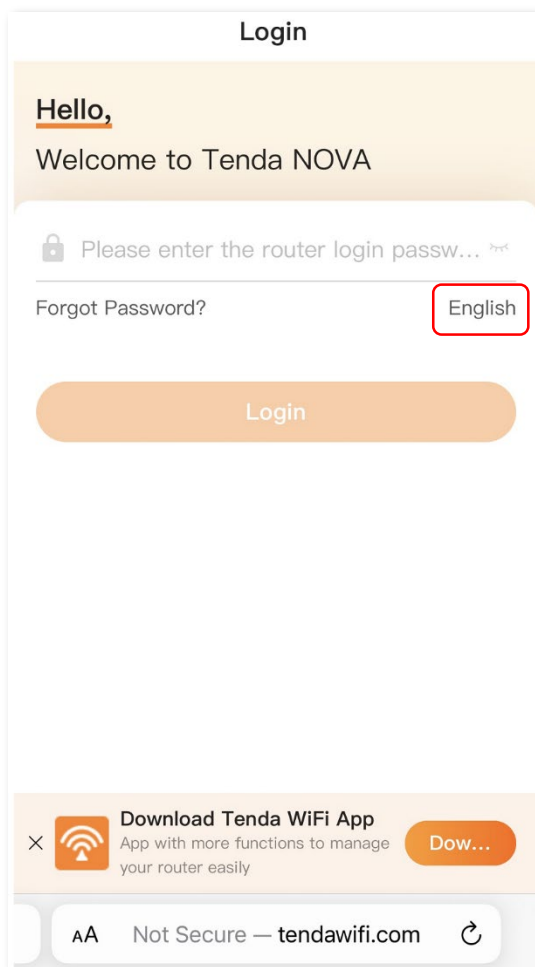 Login
Hello,
Welcome to Tenda NOVA
Please enter the router login passw...
Forgot Password? English
Login
Download Tenda WiFi App
App with more functions to manage
your router easily
Dow...
AA Not Secure — tendawifi.com